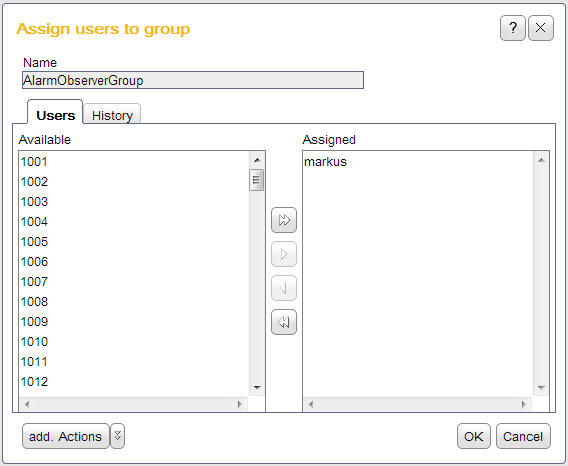 Assign users to group
?
Name
AlarmObserverGroup
Users
History
Available
Assigned
1001
1002
1003
1004
1005
1006
1007
1008
1009
1010
1011
1012
markus
add. Actions
OK
Cancel